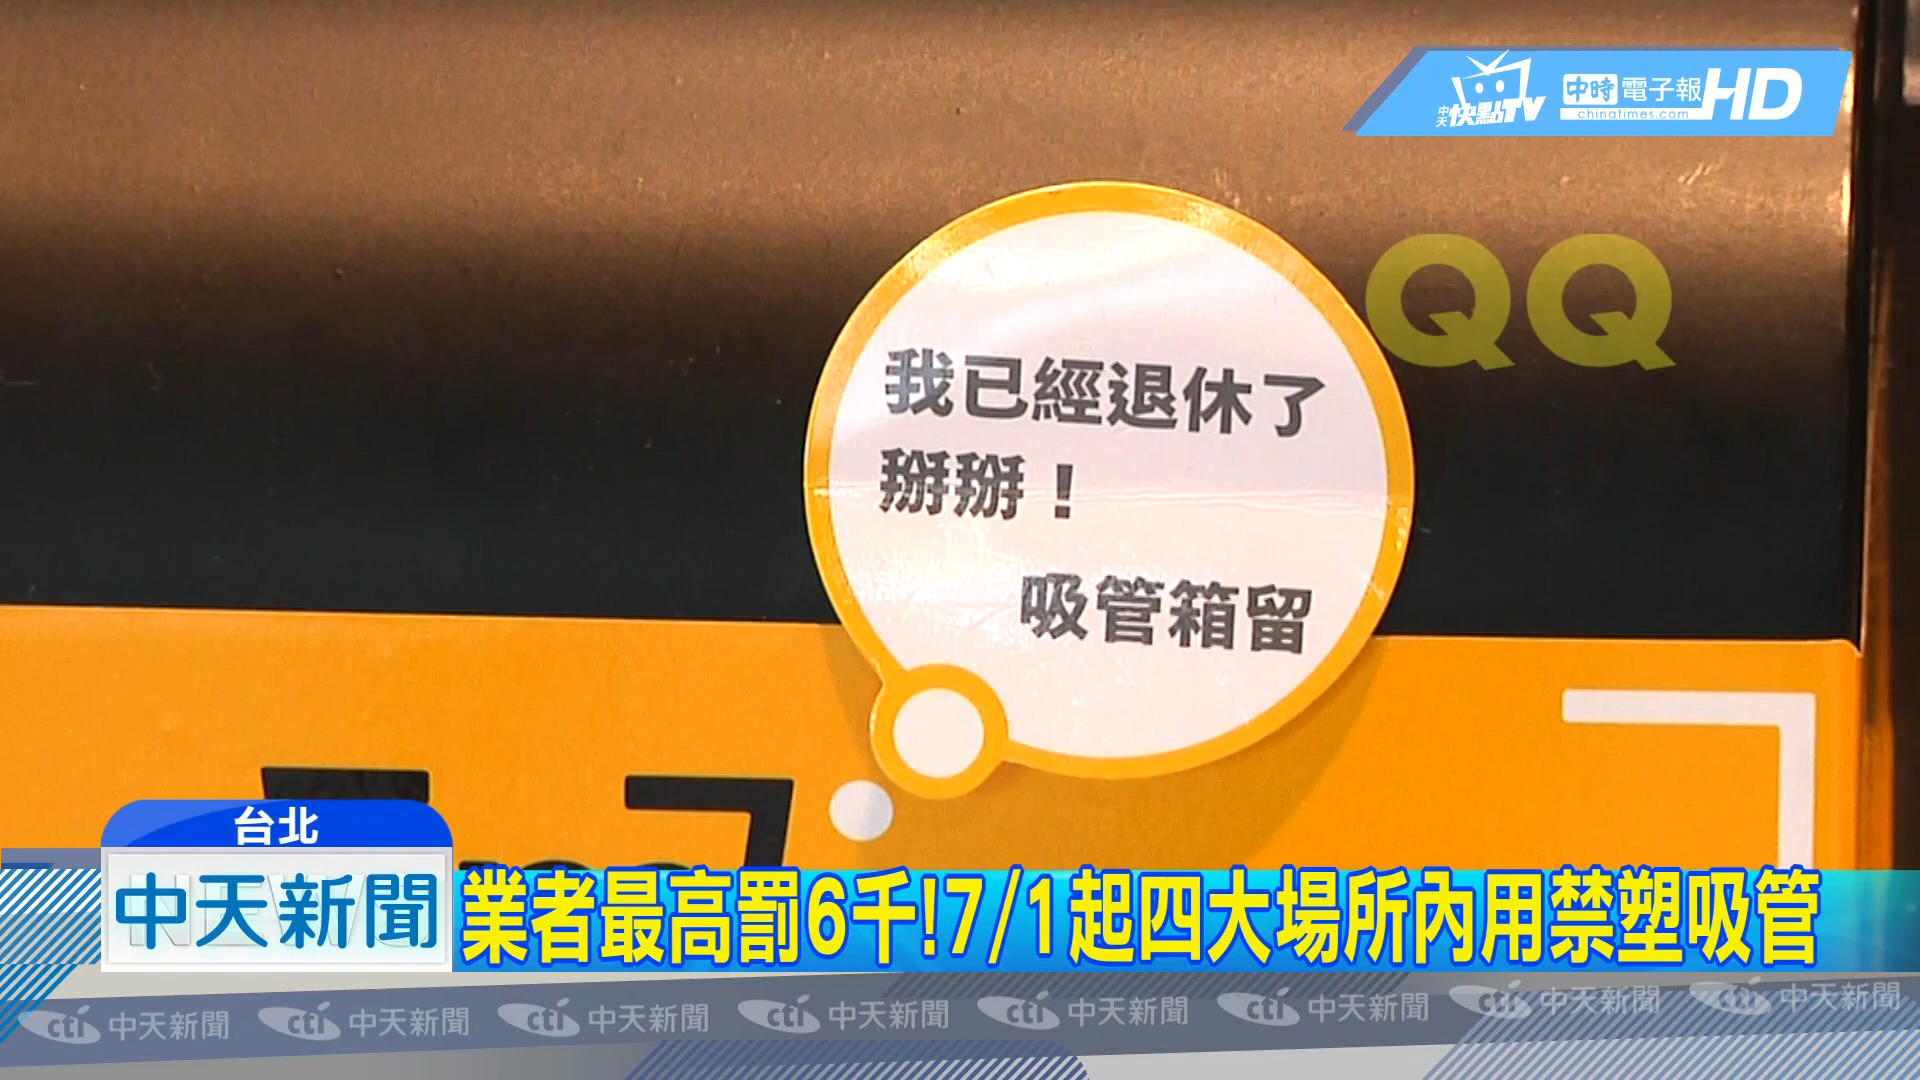 中天快點TV 中時電子報 HD
chinatimes.com
QQ
我已經退休了
掰掰！
吸管箱留
台北
中天新聞
NEWS
業者最高罰6千!7/1起四大場所內用禁塑吸管
cti 中天新聞 cti 中天新聞 cti 中天新聞 cti 中天新聞 cti 中天新聞 cti 中天新聞 cti 中天新聞 cti 中天新聞